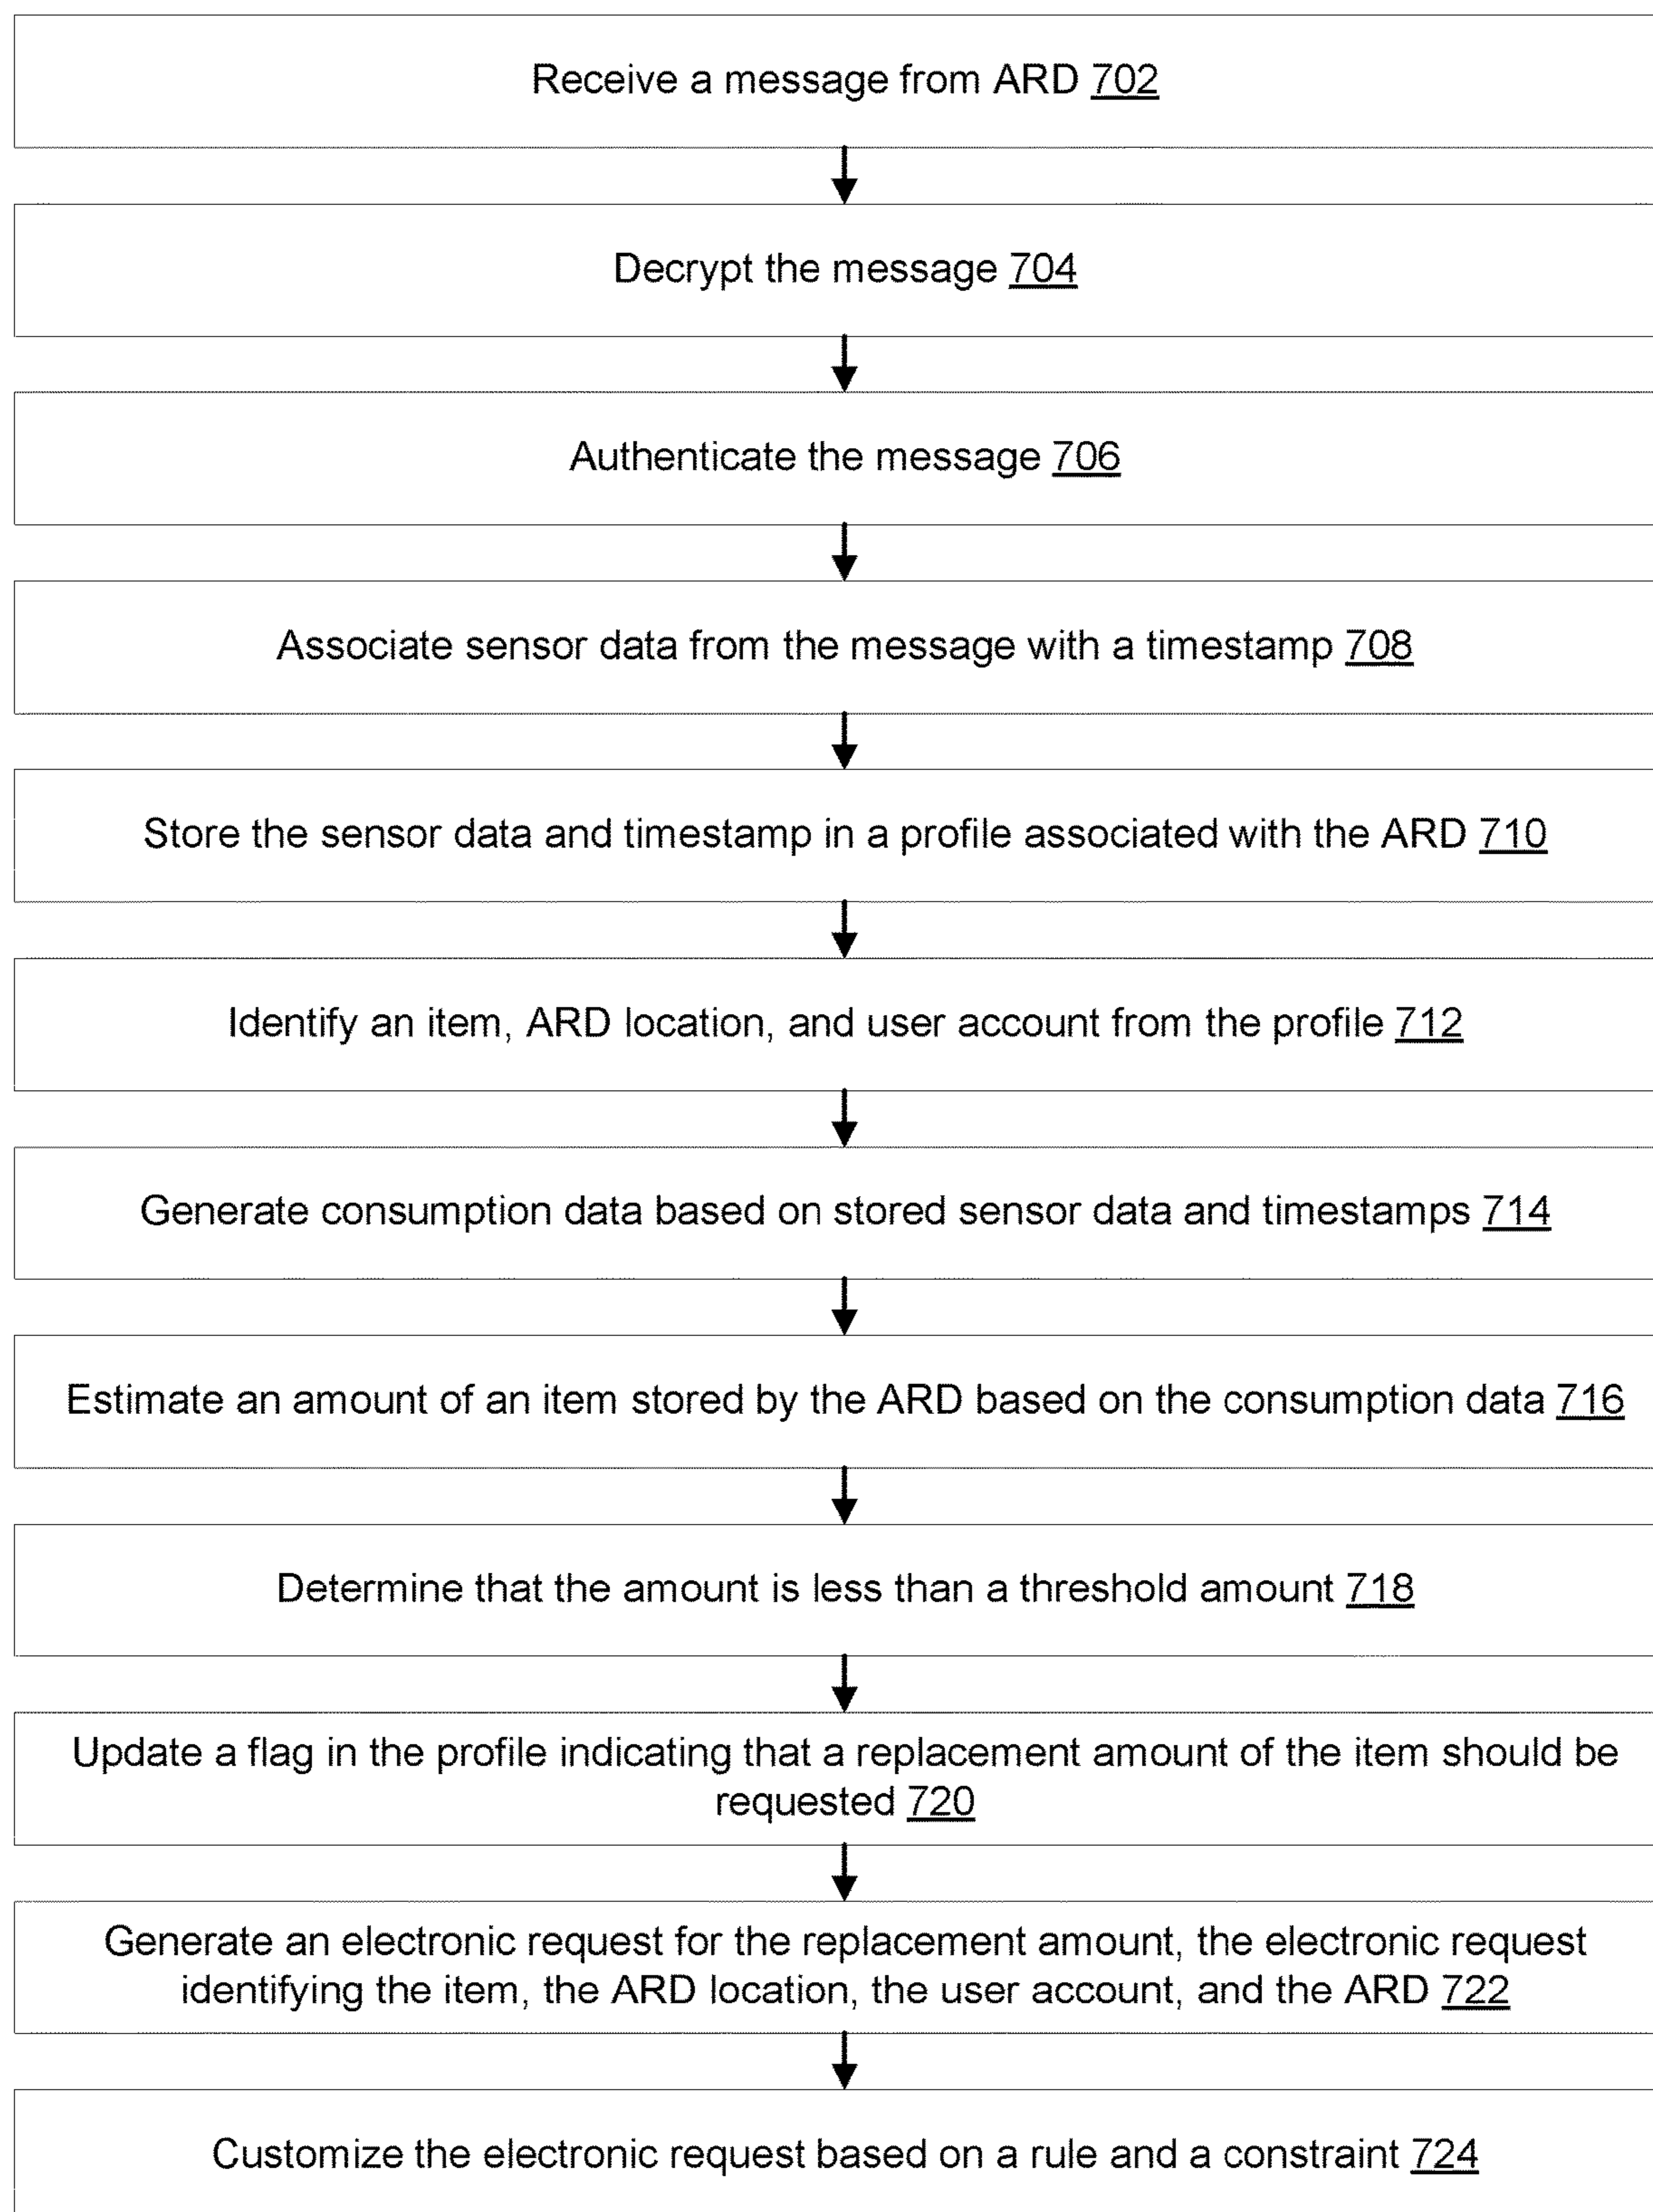 Receive a message from ARD 702
Decrypt the message 704
Authenticate the message 706
Associate sensor data from the message with a timestamp 708
Store the sensor data and timestamp in a profile associated with the ARD 710
Identify an item, ARD location, and user account from the profile 712
Generate consumption data based on stored sensor data and timestamps 714
Estimate an amount of an item stored by the ARD based on the consumption data 716
Determine that the amount is less than a threshold amount 718
Update a flag in the profile indicating that a replacement amount of the item should be
requested 720
Generate an electronic request for the replacement amount, the electronic request
identifying the item, the ARD location, the user account, and the ARD 722
Customize the electronic request based on a rule and a constraint 724